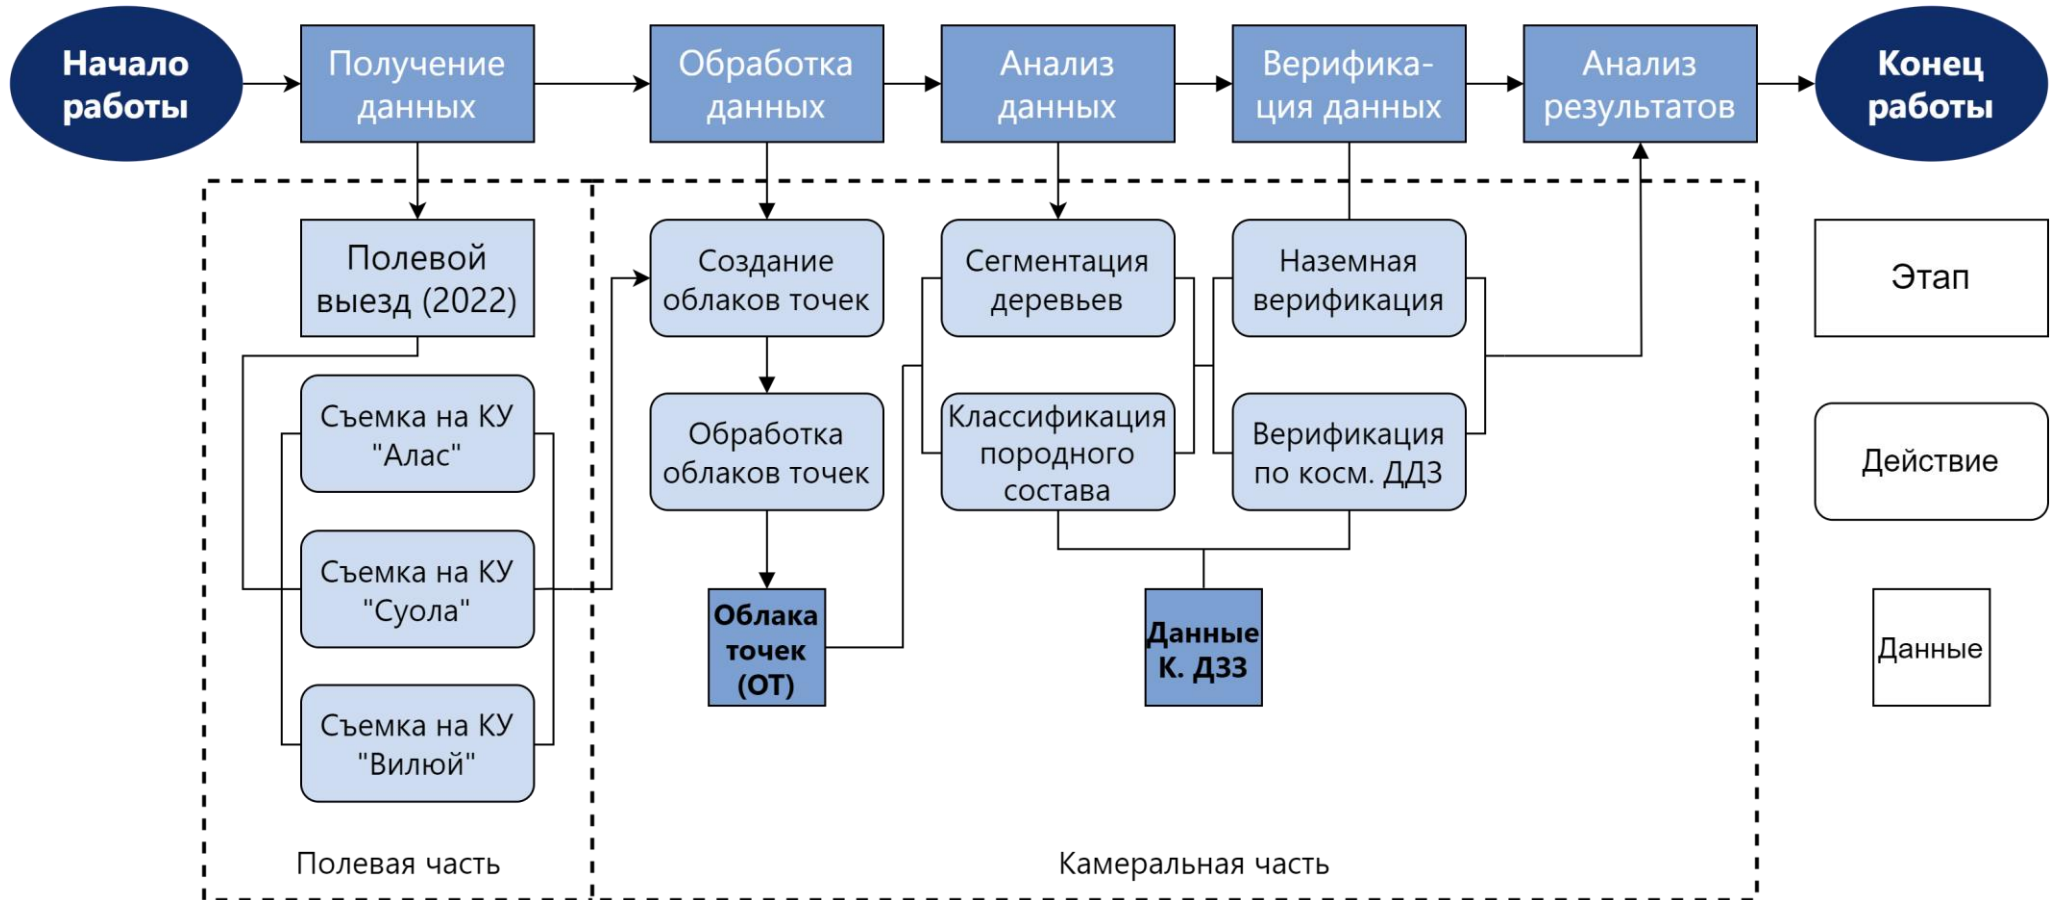 Начало
работы
Получение
данных
Обработка
данных
Анализ
данных
Верифика-
ция данных
Анализ
результатов
Конец
работы
Полевой
выезд (2022)
Съемка на КУ
"Алас"
Съемка на КУ
"Суола"
Съемка на КУ
"Вилюй"
Полевая часть
Создание
облаков точек
Обработка
облаков точек
Облака
точек
(ОТ)
Сегментация
деревьев
Классификация
породного
состава
Наземная
верификация
Верификация
по косм. ДДЗ
Данные
К. ДЗЗ
Камеральная часть
Этап
Действие
Данные